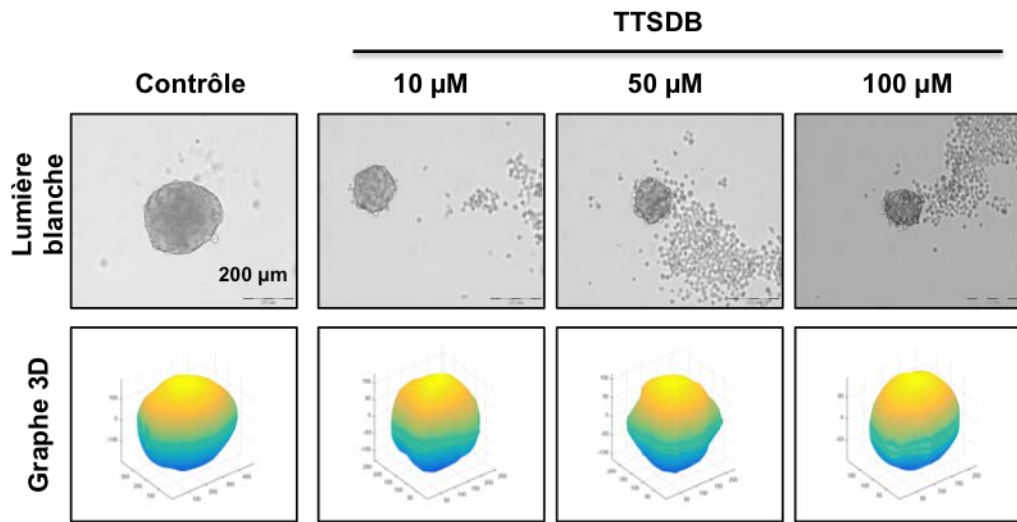 TTSDB
Contrôle
10 µM
50 µM
100 µM
Lumière
blanche
200 µm
Graphe 3D